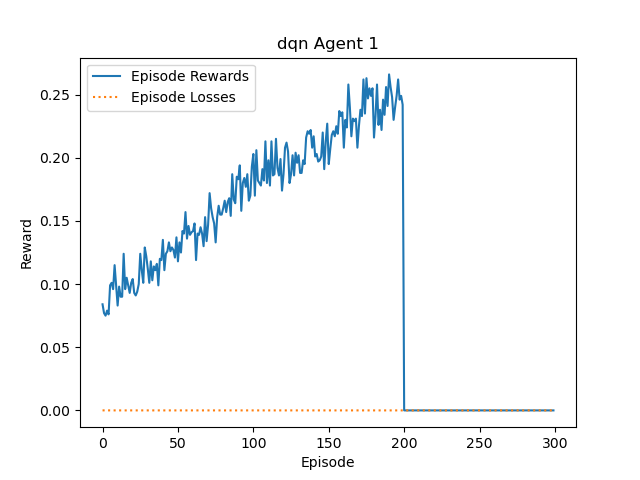 dqn Agent 1
Episode Rewards
Episode Losses
Reward
0.25
0.20
0.15
0.10
0.05
0.00
0 50 100 150 200 250 300
Episode